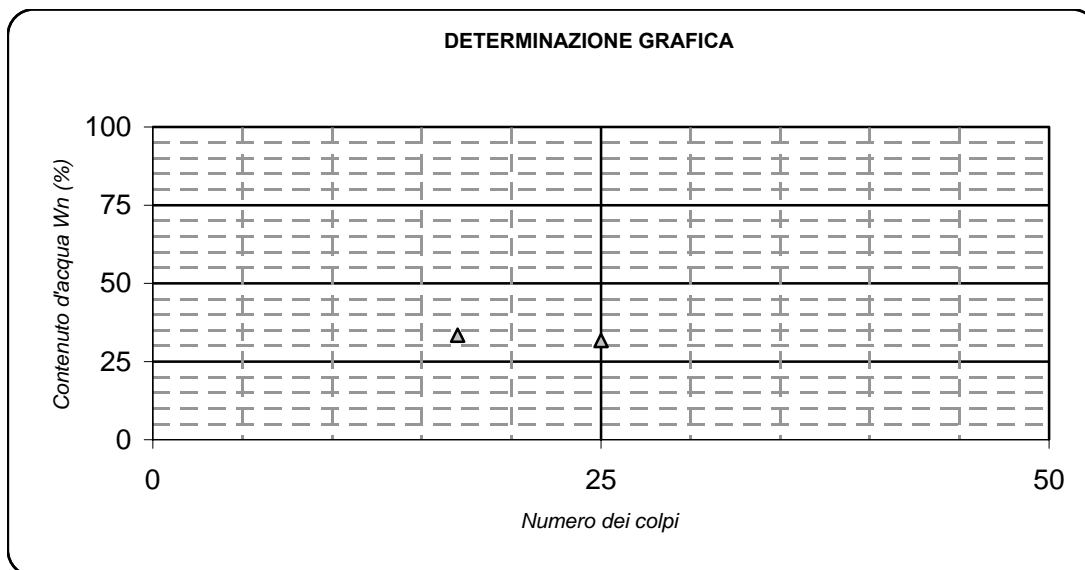 DETERMINAZIONE GRAFICA
Contenuto d'acqua Wn (%)
100
75
50
25
0
0 25 50
Numero dei colpi